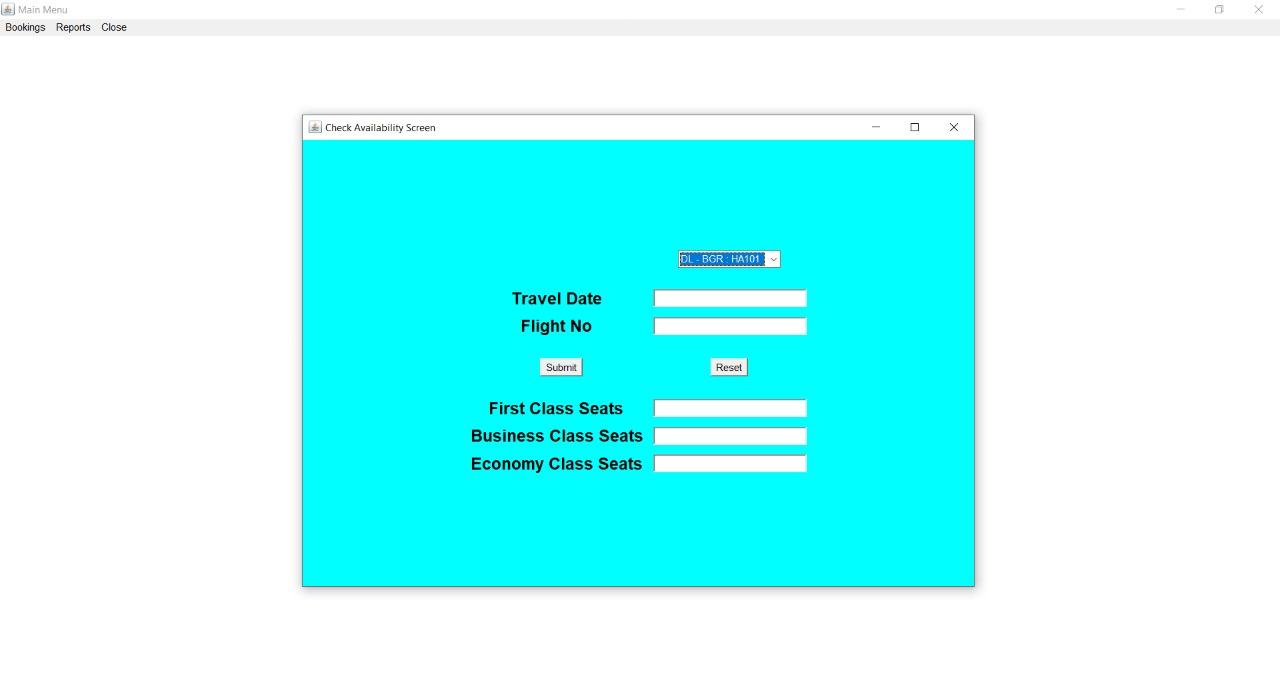 Main Menu
Bookings Reports Close
Check Availability Screen
DL - BGR : HA101
Travel Date
Flight No
Submit Reset
First Class Seats
Business Class Seats
Economy Class Seats